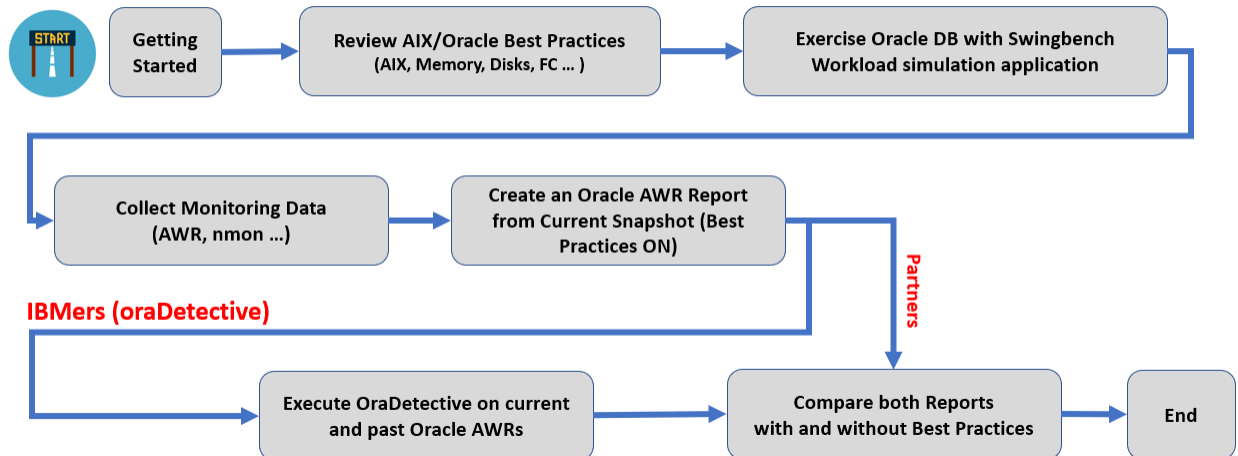 START
Getting
Started
Review AIX/Oracle Best Practices
(AIX, Memory, Disks, FC ... )
Exercise Oracle DB with Swingbench
Workload simulation application
Collect Monitoring Data
(AWR, nmon ...)
Create an Oracle AWR Report
from Current Snapshot (Best
Practices ON)
Partners
IBMers (oraDetective)
Execute OraDetective on current
and past Oracle AWRs
Compare both Reports
with and without Best Practices
End